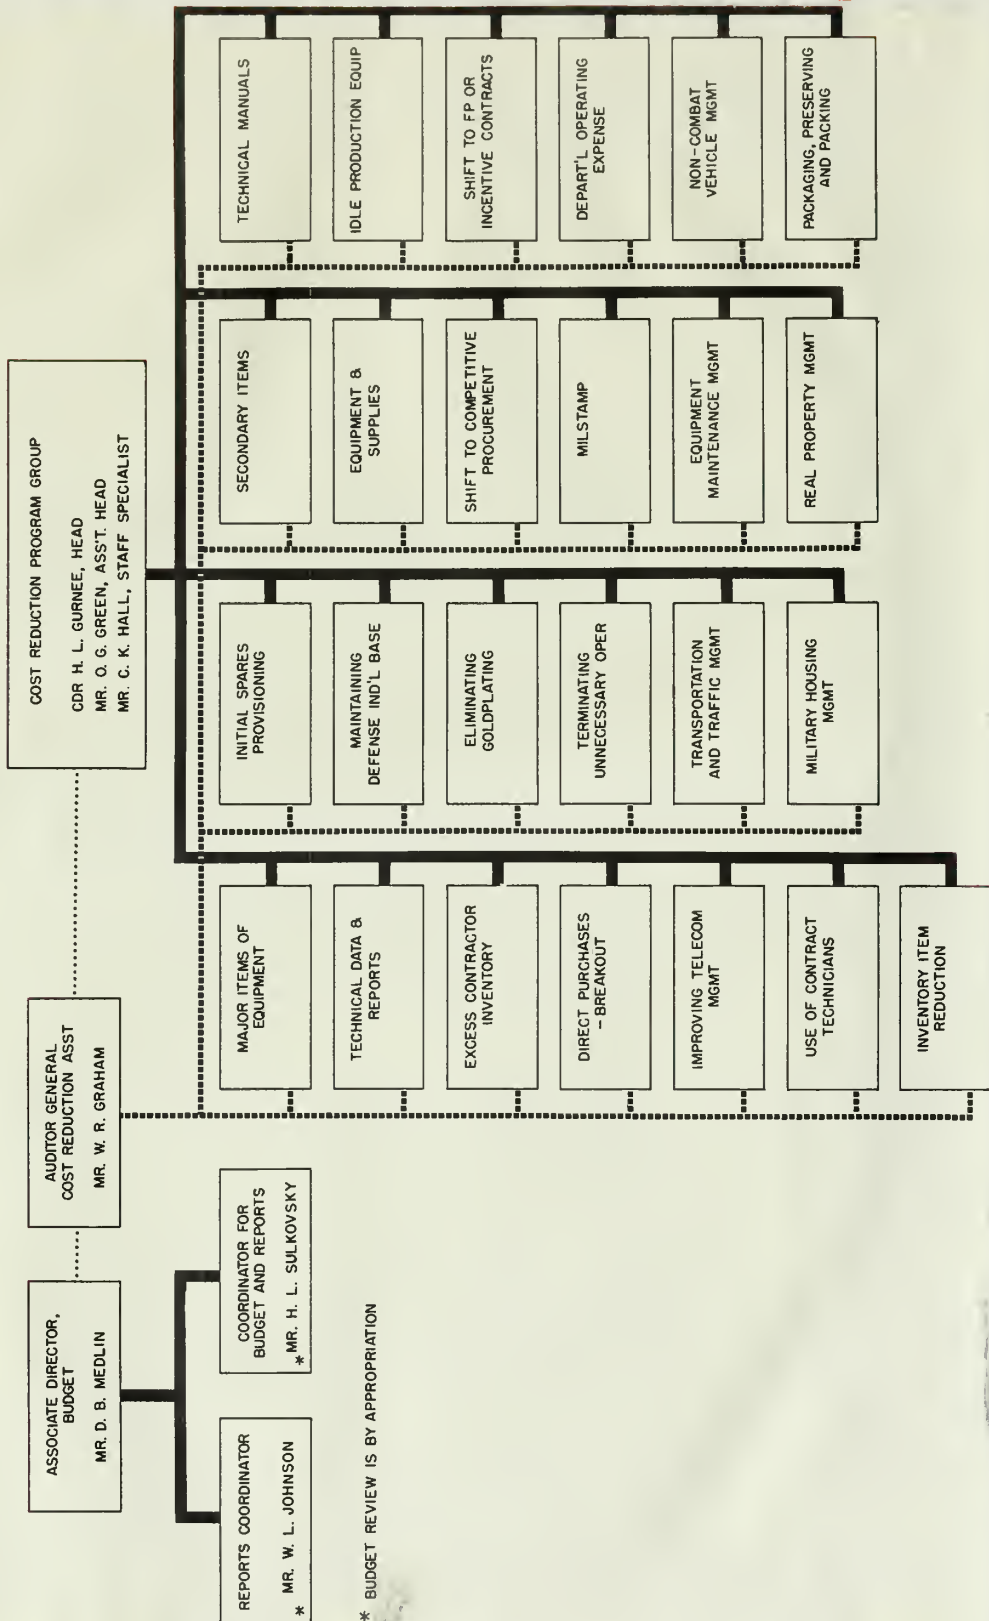 ASSOCIATE DIRECTOR,
BUDGET
MR. D. B. MEDLIN
AUDITOR GENERAL
COST REDUCTION ASST
MR. W. R. GRAHAM
COST REDUCTION PROGRAM GROUP
CDR H. L. GURNEE, HEAD
MR. O. G. GREEN, ASS'T. HEAD
MR. C. K. HALL, STAFF SPECIALIST
REPORTS COORDINATOR
* MR. W. L. JOHNSON
COORDINATOR FOR
BUDGET AND REPORTS
* MR. H. L. SULKOVSKY
* BUDGET REVIEW IS BY APPROPRIATION
MAJOR ITEMS OF
EQUIPMENT
TECHNICAL DATA &
REPORTS
EXCESS CONTRACTOR
INVENTORY
DIRECT PURCHASES
- BREAKOUT
IMPROVING TELECOM
MGMT
USE OF CONTRACT
TECHNICIANS
INVENTORY ITEM
REDUCTION
INITIAL SPARES
PROVISIONING
MAINTAINING
DEFENSE IND'L BASE
ELIMINATING
GOLDPLATING
TERMINATING
UNNECESSARY OPER
TRANSPORTATION
AND TRAFFIC MGMT
MILITARY HOUSING
MGMT
SECONDARY ITEMS
EQUIPMENT &
SUPPLIES
SHIFT TO COMPETITIVE
PROCUREMENT
MILSTAMP
EQUIPMENT
MAINTENANCE MGMT
REAL PROPERTY MGMT
TECHNICAL MANUALS
IDLE PRODUCTION EQUIP
SHIFT TO FP OR
INCENTIVE CONTRACTS
DEPART'L OPERATING
EXPENSE
NON-COMBAT
VEHICLE MGMT
PACKAGING, PRESERVING
AND PACKING